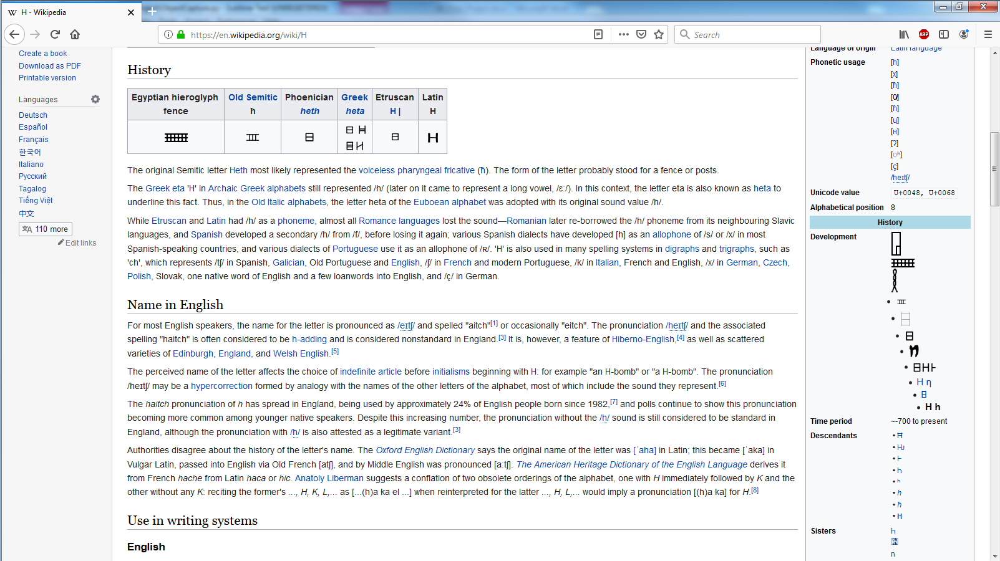 H - Wikipedia
https://en.wikipedia.org/wiki/H
Search
ABP
Create a book
Download as PDF
Printable version
Languages
Deutsch
Español
Français
한국어
Italiano
Русский
Tagalog
Tiếng Việt
中文
110 more
Edit links
History
Egyptian hieroglyph fence
Old Semitic ħ
Phoenician heth
Greek heta
Etruscan H |
Latin H
The original Semitic letter Heth most likely represented the voiceless pharyngeal fricative (ħ). The form of the letter probably stood for a fence or posts.
The Greek eta 'H' in Archaic Greek alphabets still represented /h/ (later on it came to represent a long vowel, /ɛː/). In this context, the letter eta is also known as heta to
underline this fact. Thus, in the Old Italic alphabets, the letter heta of the Euboean alphabet was adopted with its original sound value /h/.
While Etruscan and Latin had /h/ as a phoneme, almost all Romance languages lost the sound—Romanian later re-borrowed the /h/ phoneme from its neighbouring Slavic
languages, and Spanish developed a secondary /h/ from /f/, before losing it again; various Spanish dialects have developed [h] as an allophone of /s/ or /x/ in most
Spanish-speaking countries, and various dialects of Portuguese use it as an allophone of /ʀ/. 'H' is also used in many spelling systems in digraphs and trigraphs, such as
'ch', which represents /tʃ/ in Spanish, Galician, Old Portuguese and English, /ʃ/ in French and modern Portuguese, /k/ in Italian, French and English, /x/ in German, Czech,
Polish, Slovak, one native word of English and a few loanwords into English, and /ç/ in German.
Name in English
For most English speakers, the name for the letter is pronounced as /eɪtʃ/ and spelled "aitch"[1] or occasionally "eitch". The pronunciation /heɪtʃ/ and the associated
spelling "haitch" is often considered to be h-adding and is considered nonstandard in England.[3] It is, however, a feature of Hiberno-English,[4] as well as scattered
varieties of Edinburgh, England, and Welsh English.[5]
The perceived name of the letter affects the choice of indefinite article before initialisms beginning with H: for example "an H-bomb" or "a H-bomb". The pronunciation
/heɪtʃ/ may be a hypercorrection formed by analogy with the names of the other letters of the alphabet, most of which include the sound they represent.[6]
The haitch pronunciation of h has spread in England, being used by approximately 24% of English people born since 1982,[7] and polls continue to show this pronunciation
becoming more common among younger native speakers. Despite this increasing number, the pronunciation without the /h/ sound is still considered to be standard in
England, although the pronunciation with /h/ is also attested as a legitimate variant.[3]
Authorities disagree about the history of the letter's name. The Oxford English Dictionary says the original name of the letter was [ˈaha] in Latin; this became [ˈaka] in
Vulgar Latin, passed into English via Old French [atʃ], and by Middle English was pronounced [aːtʃ]. The American Heritage Dictionary of the English Language derives it
from French hache from Latin haca or hic. Anatoly Liberman suggests a conflation of two obsolete orderings of the alphabet, one with H immediately followed by K and the
other without any K: reciting the former's ..., H, K, L,... as [...(h)a ka el ...] when reinterpreted for the latter ..., H, L,... would imply a pronunciation [(h)a ka] for H.[8]
Use in writing systems
English
Language of origin Latin language
Phonetic usage [h]
[x]
[ħ]
[ɦ]
[ɥ]
[ʜ]
[ʔ]
[◌ʰ]
[ç]
/heɪtʃ/
Unicode value U+0048, U+0068
Alphabetical position 8
History
Development
Η η
H h
Time period ~-700 to present
Descendants
• Ħ
• Ƕ
• Ⱶ
• Һ
• ʰ
• ℎ
• ℏ
• ℍ
Sisters
Һ